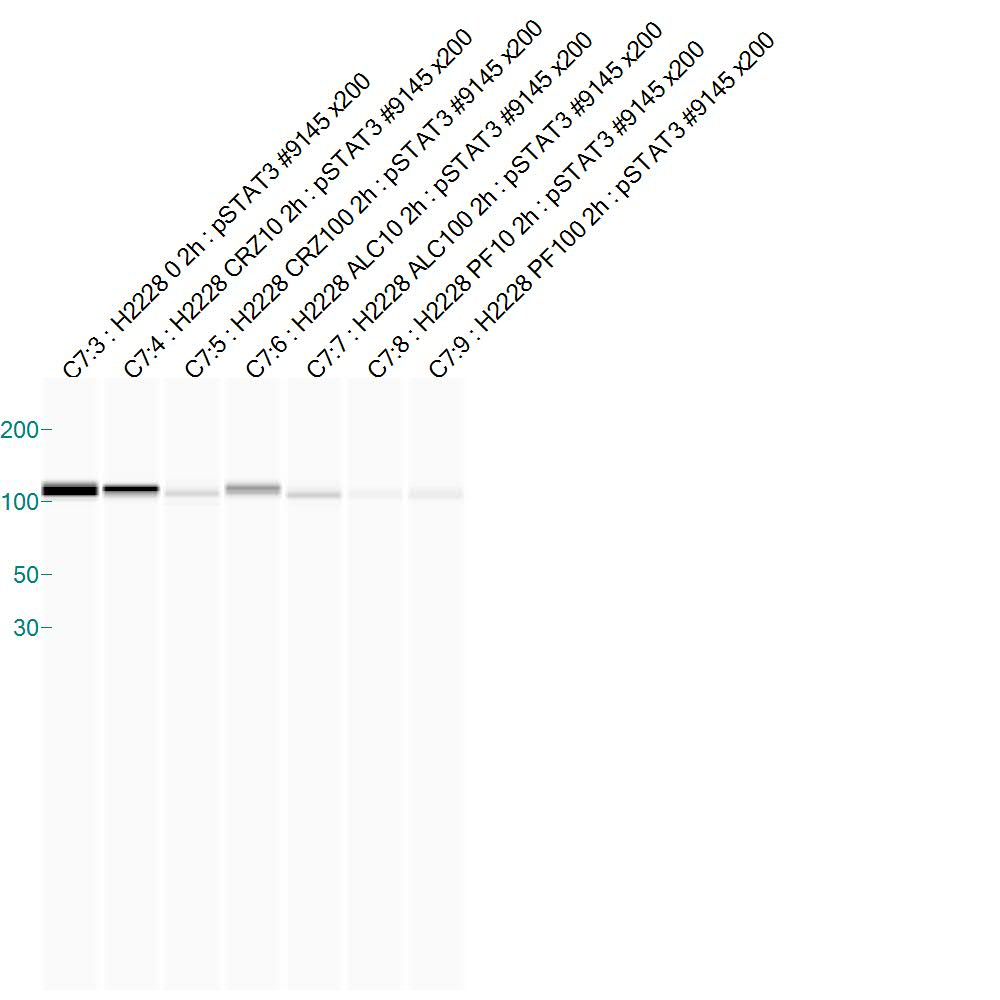 C7:3 : H2228 0 2h : pSTAT3 #9145 x200
C7:4 : H2228 CRZ10 2h : pSTAT3 #9145 x200
C7:5 : H2228 CRZ100 2h : pSTAT3 #9145 x200
C7:6 : H2228 ALC10 2h : pSTAT3 #9145 x200
C7:7 : H2228 ALC100 2h : pSTAT3 #9145 x200
C7:8 : H2228 PF10 2h : pSTAT3 #9145 x200
C7:9 : H2228 PF100 2h : pSTAT3 #9145 x200
200
100
50
30